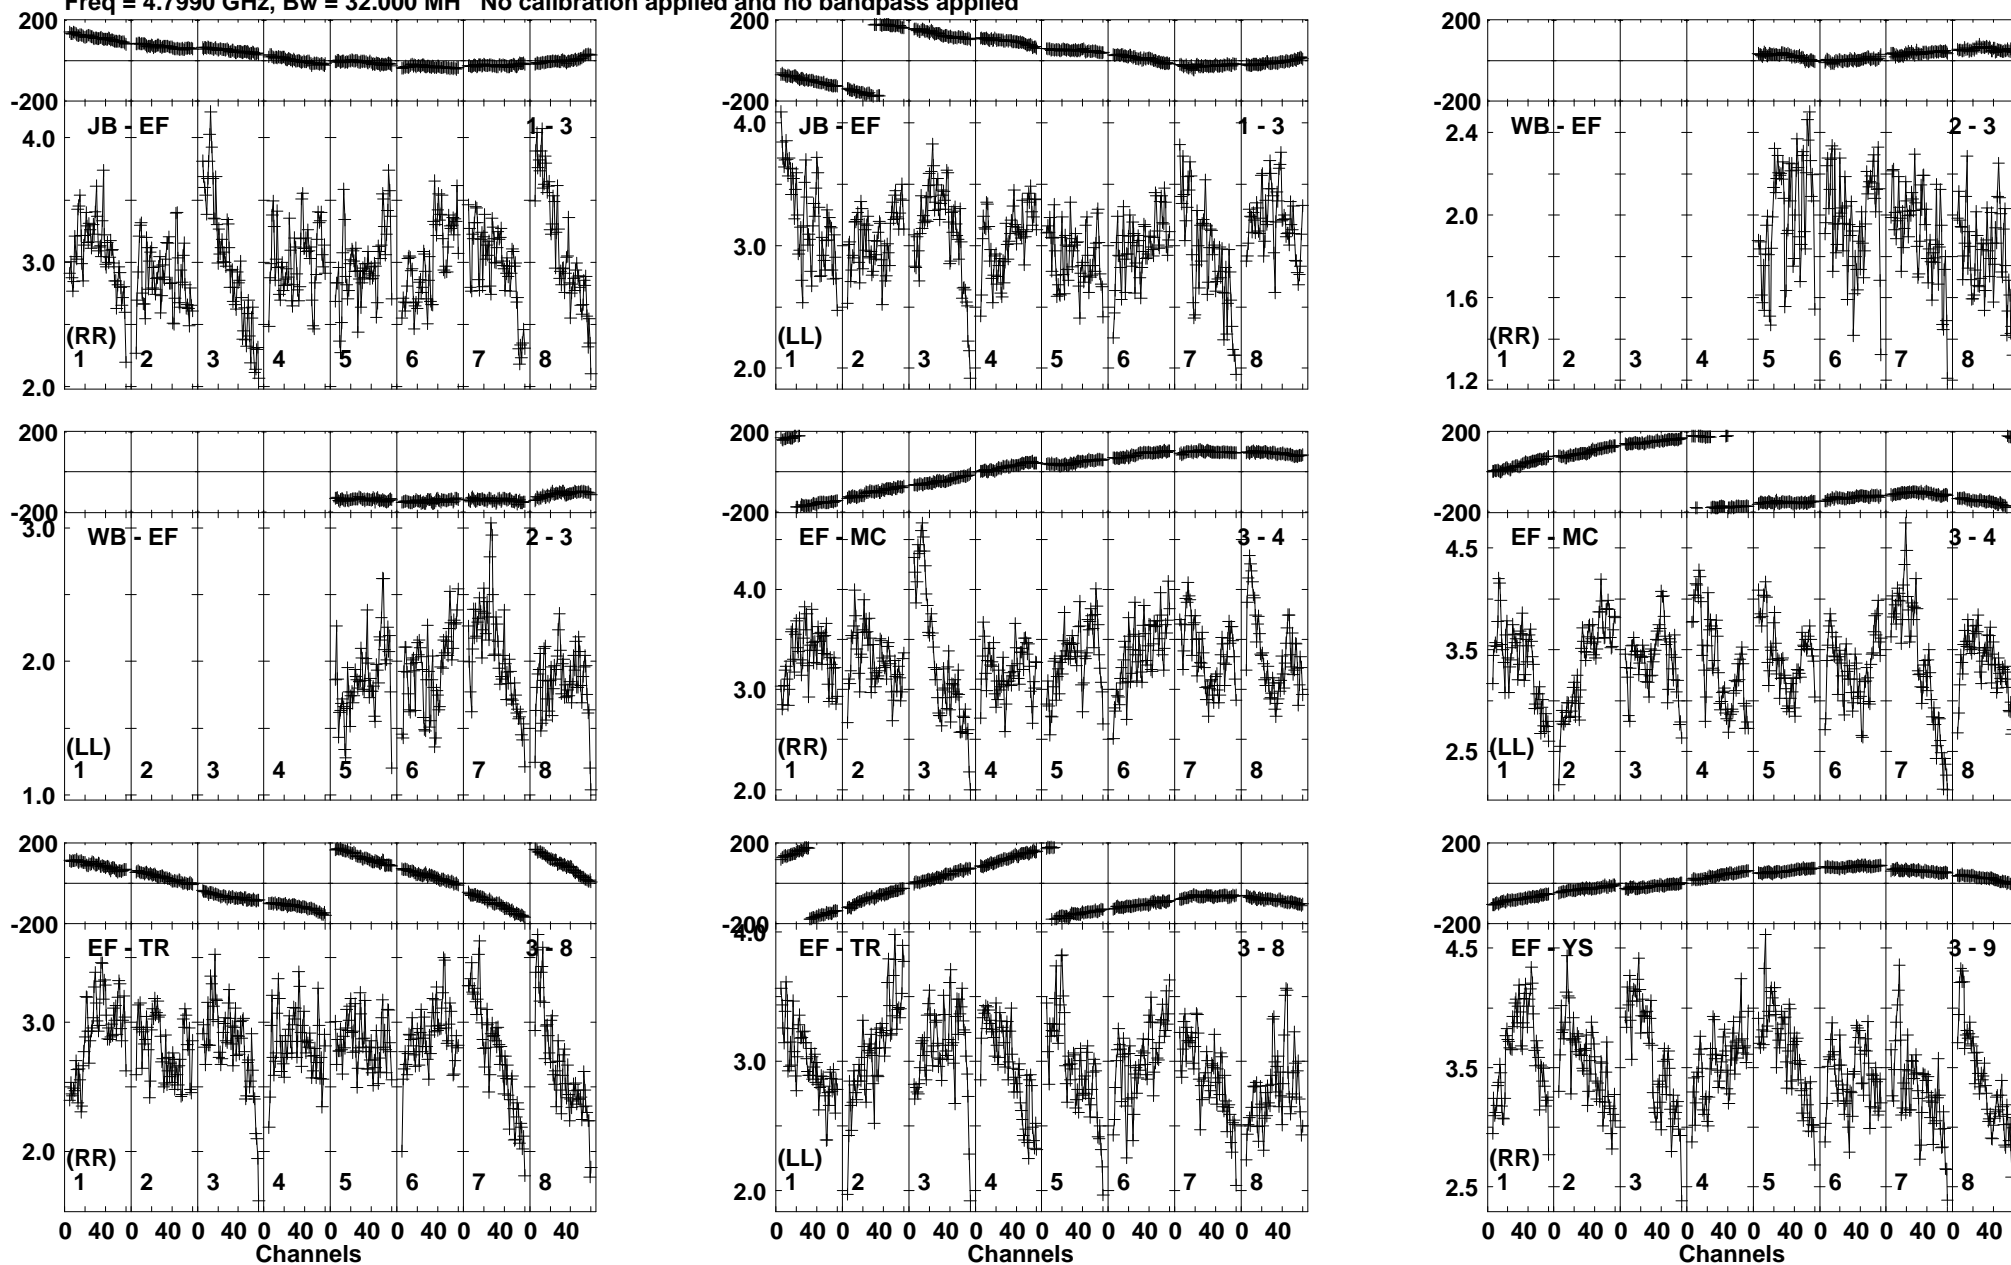 Freq = 4.7990 GHz, Bw = 32.000 MH No calibration applied and no bandpass applied
200 200 200
-200 -200 -200
JB - EF 1 - 3 JB - EF 1 - 3 WB - EF 2 - 3
4.0 4.0 2.4
3.0 3.0 2.0
1.6
(RR) (LL) (RR)
1 2 3 4 5 6 7 8 1 2 3 4 5 6 7 8 1 2 3 4 5 6 7 8
2.0 2.0 1.2
200 200 200
-200 -200 -200
WB - EF 2 - 3 EF - MC 3 - 4 EF - MC 3 - 4
3.0 4.0 4.5
2.0 3.0 3.5
2.5
(LL) (RR) (LL)
1 2 3 4 5 6 7 8 1 2 3 4 5 6 7 8 1 2 3 4 5 6 7 8
1.0 2.0
200 200 200
-200 -200 -200
EF - TR 3 - 8 EF - TR 3 - 8 EF - YS 3 - 9
4.0 4.5
3.0 3.0 3.5
2.0
(RR) (LL) (RR)
1 2 3 4 5 6 7 8 1 2 3 4 5 6 7 8 1 2 3 4 5 6 7 8
2.0 2.5
0 40 0 40 0 40 0 40 0 40 0 40 0 40 0 40 0 40 0 40 0 40 0 40 0 40 0 40 0 40 0 40 0 40 0 40 0 40 0 40 0 40 0 40 0 40 0 40
Channels Channels Channels